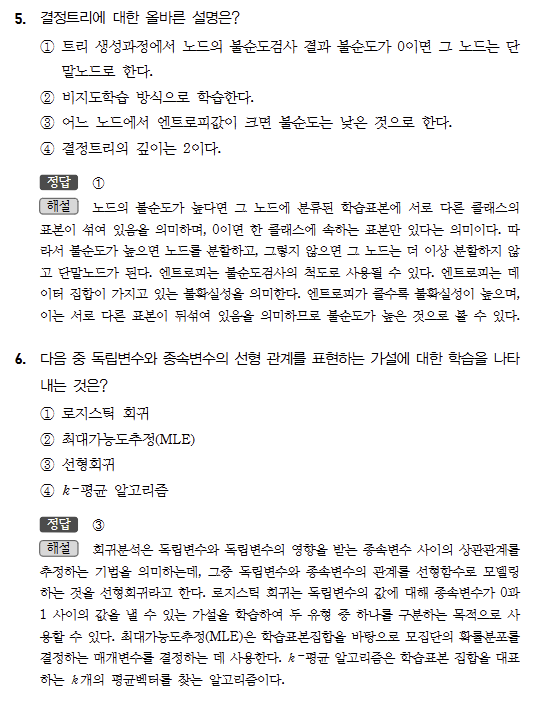 5. 결정트리에 대한 올바른 설명은?
① 트리 생성과정에서 노드의 불순도검사 결과 불순도가 0이면 그 노드는 단
말노드로 한다.
② 비지도학습 방식으로 학습한다.
③ 어느 노드에서 엔트로피값이 크면 불순도는 낮은 것으로 한다.
④ 결정트리의 깊이는 2이다.
정답 ①
해설 노드의 불순도가 높다면 그 노드에 분류된 학습표본에 서로 다른 클래스의
표본이 섞여 있음을 의미하며, 0이면 한 클래스에 속하는 표본만 있다는 의미이다. 따
라서 불순도가 높으면 노드를 분할하고, 그렇지 않으면 그 노드는 더 이상 분할하지 않
고 단말노드가 된다. 엔트로피는 불순도검사의 척도로 사용될 수 있다. 엔트로피는 데
이터 집합이 가지고 있는 불확실성을 의미한다. 엔트로피가 클수록 불확실성이 높으며,
이는 서로 다른 표본이 뒤섞여 있음을 의미하므로 불순도가 높은 것으로 볼 수 있다.
6. 다음 중 독립변수와 종속변수의 선형 관계를 표현하는 가설에 대한 학습을 나타
내는 것은?
① 로지스틱 회귀
② 최대가능도추정(MLE)
③ 선형회귀
④ k-평균 알고리즘
정답 ③
해설 회귀분석은 독립변수와 독립변수의 영향을 받는 종속변수 사이의 상관관계를
추정하는 기법을 의미하는데, 그중 독립변수와 종속변수의 관계를 선형함수로 모델링
하는 것을 선형회귀라고 한다. 로지스틱 회귀는 독립변수의 값에 대해 종속변수가 0과
1 사이의 값을 낼 수 있는 가설을 학습하여 두 유형 중 하나를 구분하는 목적으로 사
용할 수 있다. 최대가능도추정(MLE)은 학습표본집합을 바탕으로 모집단의 확률분포를
결정하는 매개변수를 결정하는 데 사용한다. k-평균 알고리즘은 학습표본 집합을 대표
하는 k개의 평균벡터를 찾는 알고리즘이다.